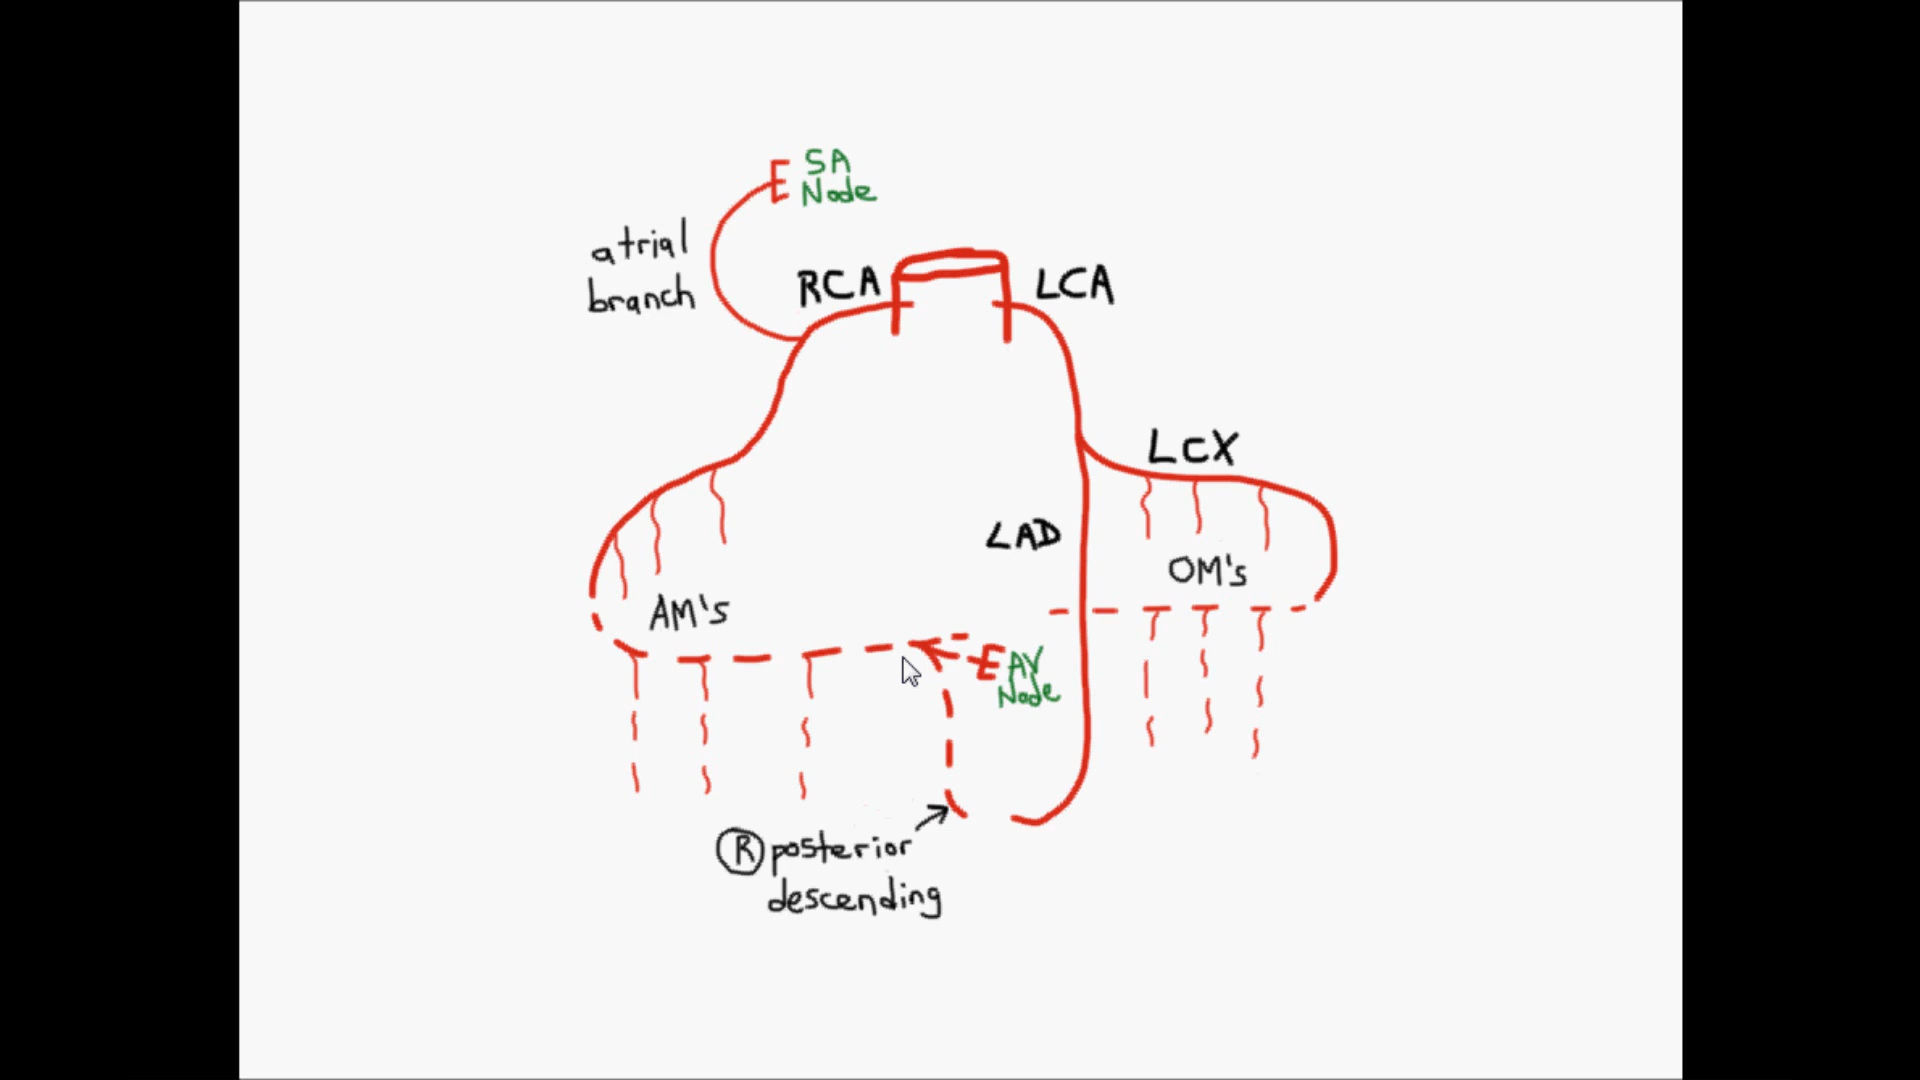 SA
Node
atrial
branch
RCA
LCA
LCX
LAD
OM's
AM's
AV
Node
R posterior
descending